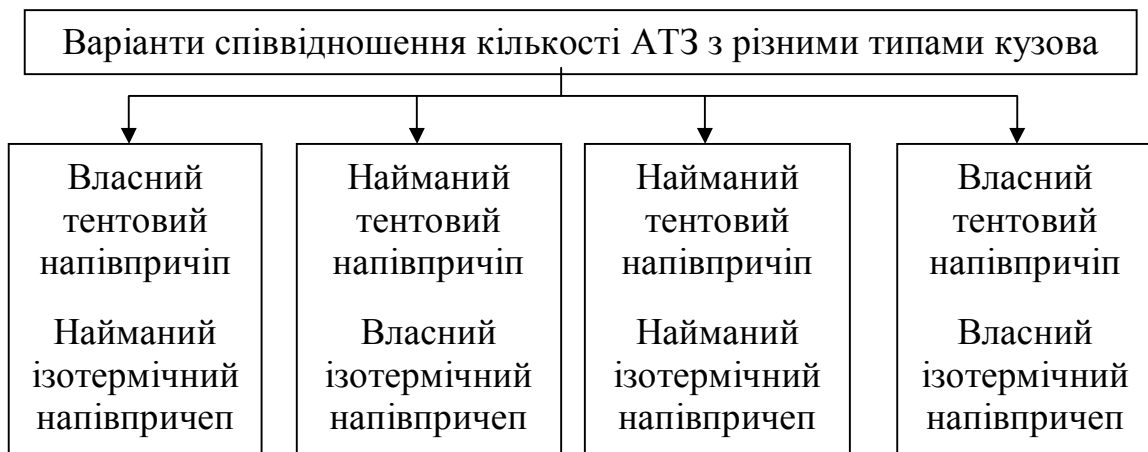 Варіанти співвідношення кількості АТЗ з різними типами кузова
Власний
тентовий
напівпричіп
Найманий
ізотермічний
напівпричеп
Найманий
тентовий
напівпричіп
Власний
ізотермічний
напівпричеп
Найманий
тентовий
напівпричіп
Найманий
ізотермічний
напівпричеп
Власний
тентовий
напівпричіп
Власний
ізотермічний
напівпричеп